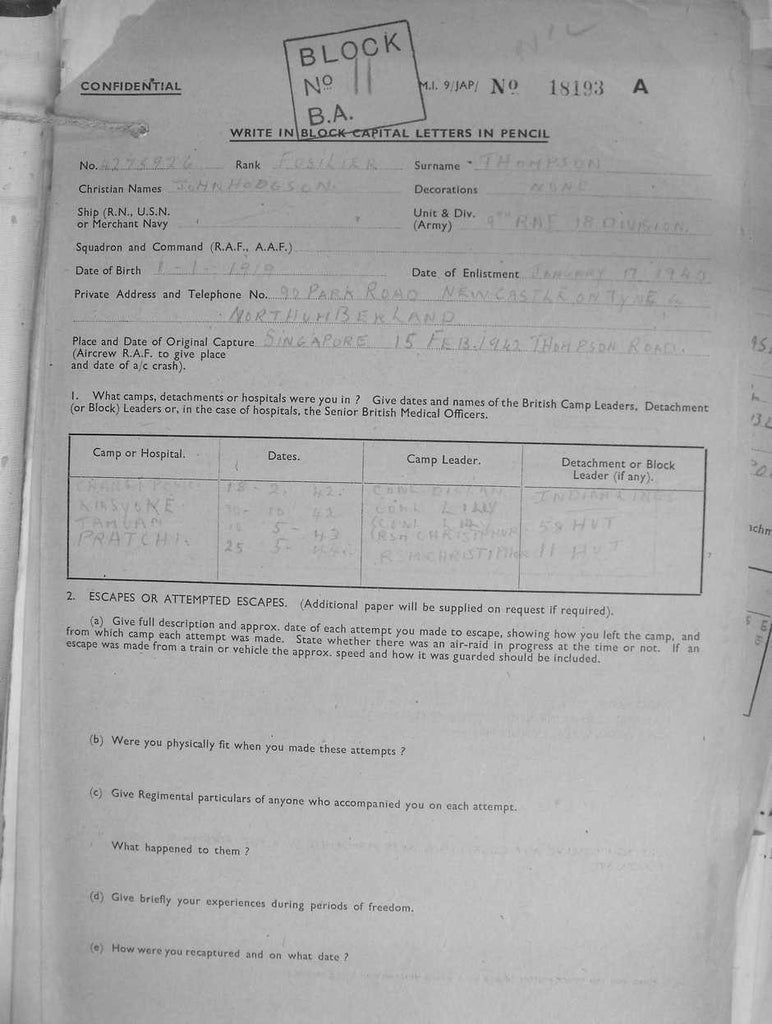 BLOCK
Nº 11
B.A.
NIL
CONFIDENTIAL
M.I. 9/JAP/ Nº 18193 A
WRITE IN BLOCK CAPITAL LETTERS IN PENCIL
No. 4273926 Rank FUSILIER Surname THOMPSON
Christian Names JOHN HODGSON. Decorations NONE
Ship (R.N., U.S.N. or Merchant Navy
Unit & Div. (Army) 9TH RNF 18 DIVISION.
Squadron and Command (R.A.F., A.A.F.)
Date of Birth 1 - 1 - 1919 Date of Enlistment JANUARY 17 1940
Private Address and Telephone No. 90 PARK ROAD NEWCASTLE ON TYNE 4
NORTHUMBERLAND
Place and Date of Original Capture SINGAPORE 15 FEB. 1942 THOMPSON ROAD.
(Aircrew R.A.F. to give place
and date of a/c crash).
1. What camps, detachments or hospitals were you in ? Give dates and names of the British Camp Leaders, Detachment
(or Block) Leaders or, in the case of hospitals, the Senior British Medical Officers.
Camp or Hospital. Dates. Camp Leader. Detachment or Block
Leader (if any).
15 - 2. 42. INDIAN LINES
10 42 LILLY
TAMUAN 5 - 43 58 HUT
PRATCHI. 25 5 - RSM CHRISTINA 11 HUT
2. ESCAPES OR ATTEMPTED ESCAPES. (Additional paper will be supplied on request if required).
(a) Give full description and approx. date of each attempt you made to escape, showing how you left the camp, and
from which camp each attempt was made. State whether there was an air-raid in progress at the time or not. If an
escape was made from a train or vehicle the approx. speed and how it was guarded should be included.
(b) Were you physically fit when you made these attempts ?
(c) Give Regimental particulars of anyone who accompanied you on each attempt.
What happened to them ?
(d) Give briefly your experiences during periods of freedom.
(e) How were you recaptured and on what date ?